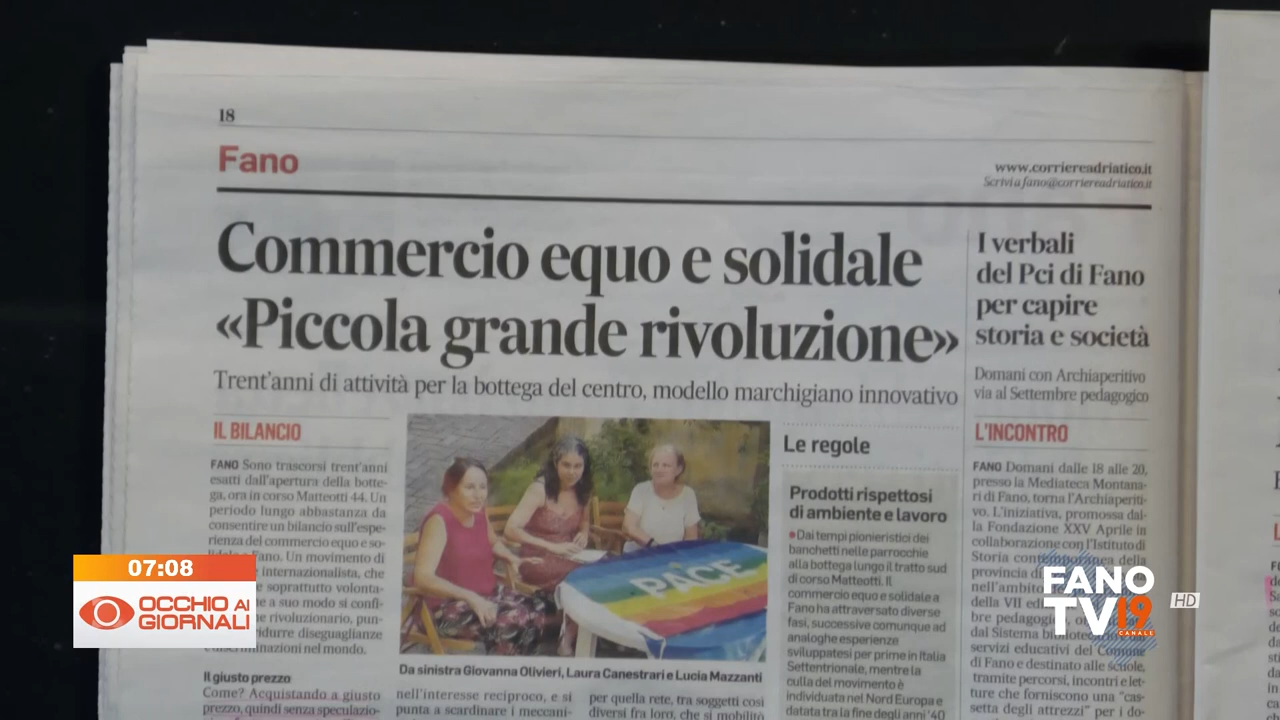 18
Fano
www.corriereadriatico.it
Scrivi a fano@corriereadriatico.it
Commercio equo e solidale
«Piccola grande rivoluzione»
Trent'anni di attività per la bottega del centro, modello marchigiano innovativo
IL BILANCIO
FANO Sono trascorsi trent'anni
esatti dall'apertura della botte-
ga, ora in corso Matteotti 44. Un
periodo lungo abbastanza da
consentire un bilancio sull'espe-
rienza del commercio equo e so-
Fano. Un movimento di
internazionalista, che
soprattutto volonta-
e a suo modo si confi-
rivoluzionario, pun-
durre diseguaglianze
nazioni nel mondo.
Il giusto prezzo
Come? Acquistando a giusto
prezzo, quindi senza speculazio-
PACE
Da sinistra Giovanna Olivieri, Laura Canestrari e Lucia Mazzanti
nell'interesse reciproco, e si
punta a scardinare i meccani-
per quella rete, tra soggetti così
diversi fra loro, che si mobilitò
Le regole
Prodotti rispettosi
di ambiente e lavoro
•Dai tempi pionieristici dei
banchetti nelle parrocchie
alla bottega lungo il tratto sud
di corso Matteotti. Il
commercio equo e solidale a
Fano ha attraversato diverse
fasi, successive comunque ad
analoghe esperienze
sviluppatesi per prime in Italia
Settentrionale, mentre la
culla del movimento è
individuata nel Nord Europa e
datata tra la fine degli anni '40
I verbali
del Pci di Fano
per capire
storia e società
Domani con Archiaperitivo
via al Settembre pedagogico
L'INCONTRO
FANO Domani dalle 18 alle 20,
presso la Mediateca Montana-
ri di Fano, torna l'Archiaperiti-
vo. L'iniziativa, promossa dal-
la Fondazione XXV Aprile in
collaborazione con l'Istituto di
Storia contemporanea della
provincia di
nell'ambito
della VII ed
bre pedagogico,
dal Sistema
servizi educativi del Comune
di Fano e destinato alle scuole,
tramite percorsi, incontri e let-
ture che forniscono una "cas-
setta degli attrezzi" per i do-
07:08
OCCHIO AI
GIORNALI
FANO
TV19
CANALE
HD